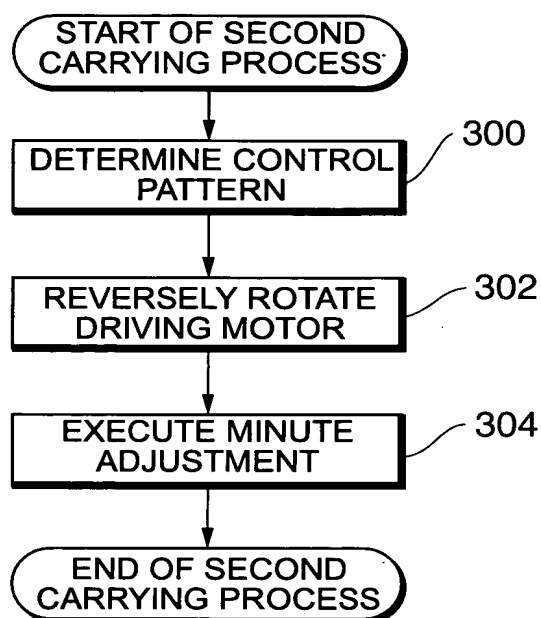 START OF SECOND
CARRYING PROCESS
300
DETERMINE CONTROL
PATTERN
302
REVERSELY ROTATE
DRIVING MOTOR
304
EXECUTE MINUTE
ADJUSTMENT
END OF SECOND
CARRYING PROCESS